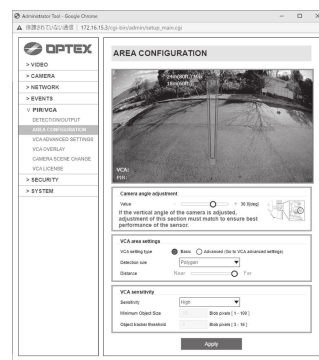 Administrator Tool - Google Chrome
保護されていない通信 | 172.16.15.3/cgi-bin/admin/setup_main.cgi
OPTEX
> VIDEO
> CAMERA
> NETWORK
> EVENTS
∨ PIR/VCA
DETECTION/OUTPUT
AREA CONFIGURATION
VCA ADVANCED SETTINGS
VCA OVERLAY
CAMERA SCENE CHANGE
VCA LICENSE
> SECURITY
> SYSTEM
AREA CONFIGURATION
VCA:
PIR:
Camera angle adjustment
Value - + 90.0[deg]
If the vertical angle of the camera is adjusted,
adjustment of this section must match to ensure best
performance of the sensor.
VCA area settings
VCA setting type Basic Advanced (Go to VCA advanced settings)
Detection size Polygon
Distance Near Far
VCA sensitivity
Sensitivity High
Minimum Object Size Blob pixels [ 1 - 100 ]
Object tracker threshold Blob pixels [ 3 - 16 ]
Apply